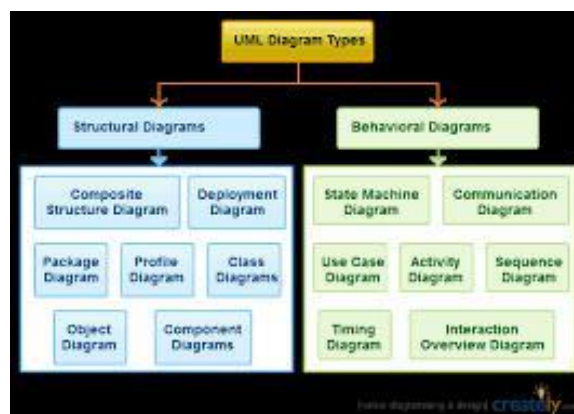 UML Diagram Types
Structural Diagrams
Behavioral Diagrams
Composite
Structure Diagram
Deployment
Diagram
State Machine
Diagram
Communication
Diagram
Package
Diagram
Profile
Diagram
Class
Diagrams
Use Case
Diagram
Activity
Diagram
Sequence
Diagram
Object
Diagram
Component
Diagrams
Timing
Diagram
Interaction
Overview Diagram
creately